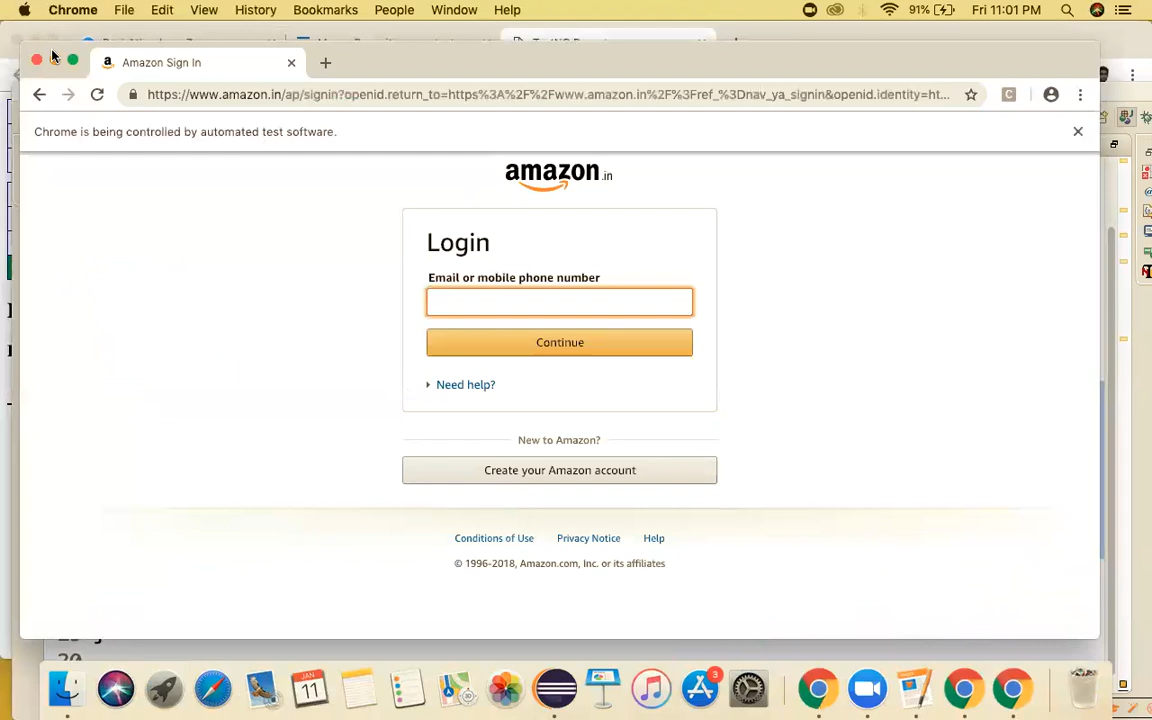 Chrome File Edit View History Bookmarks People Window Help 91% Fri 11:01 PM
a Amazon Sign In
https://www.amazon.in/ap/signin?openid.return_to=https%3A%2F%2Fwww.amazon.in%2F%3Fref_%3Dnav_ya_signin&openid.identity=ht... C
Chrome is being controlled by automated test software.
amazon.in
Login
Email or mobile phone number
Continue
Need help?
New to Amazon?
Create your Amazon account
Conditions of Use Privacy Notice Help
© 1996-2018, Amazon.com, Inc. or its affiliates
20
JAN
11
3